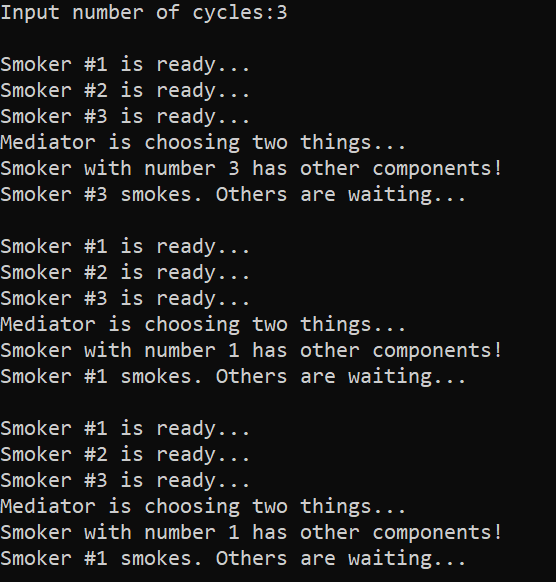 Input number of cycles:3
Smoker #1 is ready...
Smoker #2 is ready...
Smoker #3 is ready...
Mediator is choosing two things...
Smoker with number 3 has other components!
Smoker #3 smokes. Others are waiting...
Smoker #1 is ready...
Smoker #2 is ready...
Smoker #3 is ready...
Mediator is choosing two things...
Smoker with number 1 has other components!
Smoker #1 smokes. Others are waiting...
Smoker #1 is ready...
Smoker #2 is ready...
Smoker #3 is ready...
Mediator is choosing two things...
Smoker with number 1 has other components!
Smoker #1 smokes. Others are waiting...